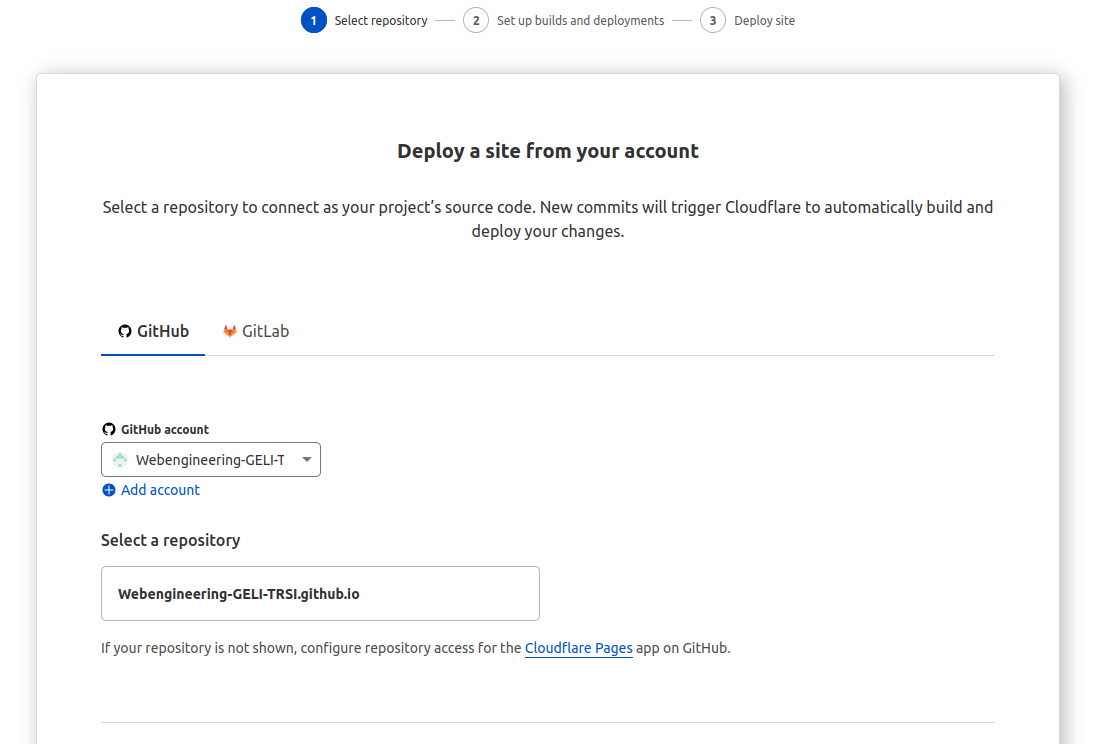 1 Select repository 2 Set up builds and deployments 3 Deploy site
Deploy a site from your account
Select a repository to connect as your project’s source code. New commits will trigger Cloudflare to automatically build and
deploy your changes.
GitHub GitLab
GitHub account
Webengineering-GELI-T
Add account
Select a repository
Webengineering-GELI-TRSI.github.io
If your repository is not shown, configure repository access for the Cloudflare Pages app on GitHub.